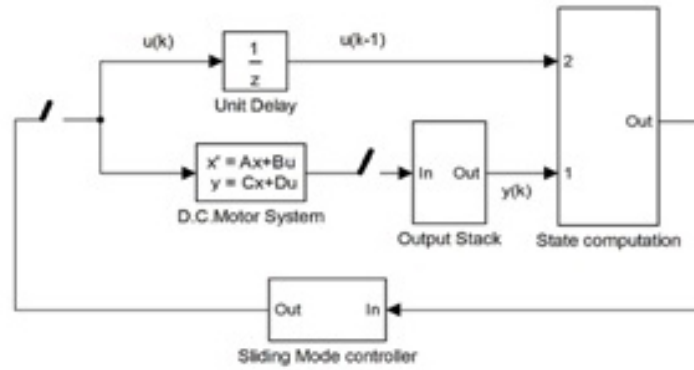 u(k)
1
z
Unit Delay
u(k-1)
2
Out
1
x' = Ax+Bu
y = Cx+Du
D.C.Motor System
In
Out
y(k)
Output Stack
State computation
Out
In
Sliding Mode controller